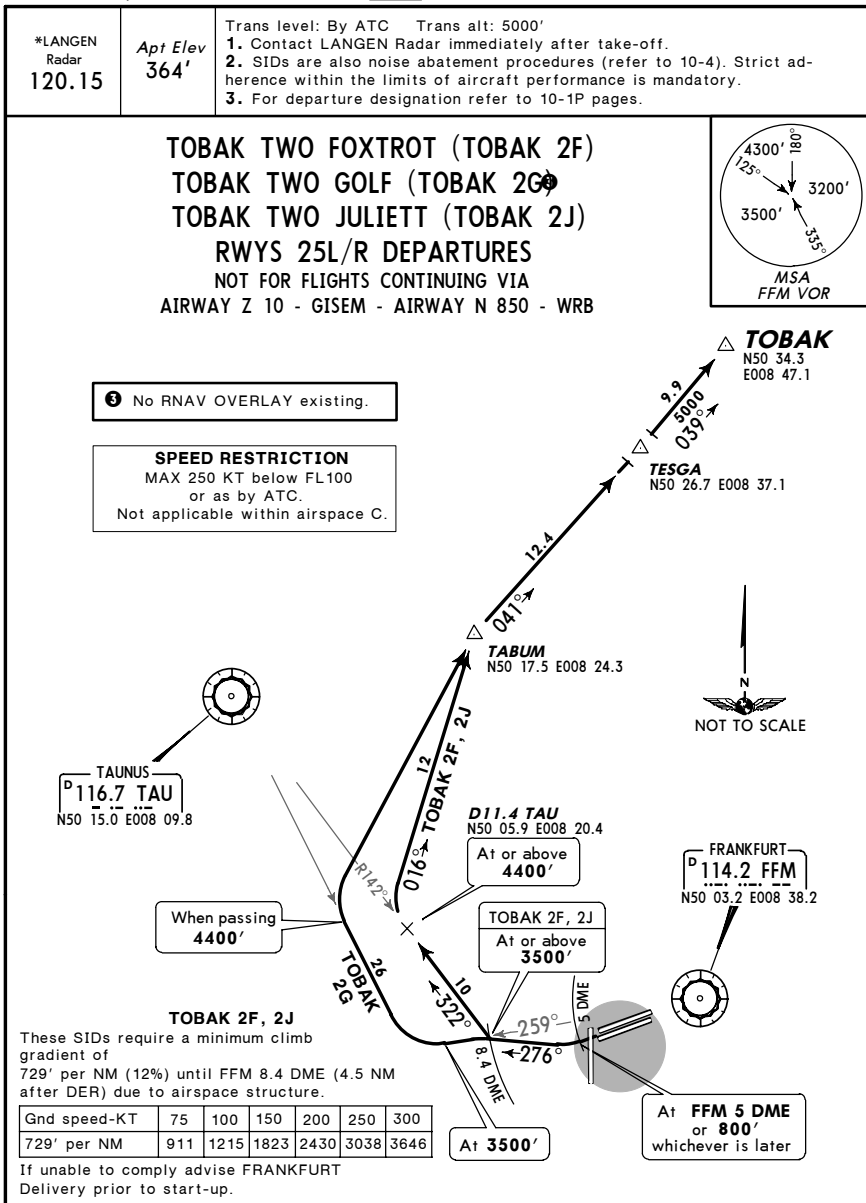 *LANGEN
Radar
120.15
Apt Elev
364'
Trans level: By ATC Trans alt: 5000'
1. Contact LANGEN Radar immediately after take-off.
2. SIDs are also noise abatement procedures (refer to 10-4). Strict ad-
herence within the limits of aircraft performance is mandatory.
3. For departure designation refer to 10-1P pages.
TOBAK TWO FOXTROT (TOBAK 2F)
TOBAK TWO GOLF (TOBAK 2G) ❸
TOBAK TWO JULIETT (TOBAK 2J)
RWYS 25L/R DEPARTURES
NOT FOR FLIGHTS CONTINUING VIA
AIRWAY Z 10 - GISEM - AIRWAY N 850 - WRB
4300'
180°
125°
3200'
3500'
335°
MSA
FFM VOR
❸ No RNAV OVERLAY existing.
SPEED RESTRICTION
MAX 250 KT below FL100
or as by ATC.
Not applicable within airspace C.
TOBAK
N50 34.3
E008 47.1
9.9
5000
039°
TESGA
N50 26.7 E008 37.1
12.4
041°
TABUM
N50 17.5 E008 24.3
N
NOT TO SCALE
TAUNUS
D 116.7 TAU
N50 15.0 E008 09.8
12
016° TOBAK 2F, 2J
D11.4 TAU
N50 05.9 E008 20.4
At or above
4400'
R142°
FRANKFURT
D 114.2 FFM
N50 03.2 E008 38.2
When passing
4400'
TOBAK 2F, 2J
At or above
3500'
26
TOBAK
2G
10
322°
259°
5 DME
276°
8.4 DME
At 3500'
At FFM 5 DME
or 800'
whichever is later
TOBAK 2F, 2J
These SIDs require a minimum climb
gradient of
729' per NM (12%) until FFM 8.4 DME (4.5 NM
after DER) due to airspace structure.
Gnd speed-KT 75 100 150 200 250 300
729' per NM 911 1215 1823 2430 3038 3646
If unable to comply advise FRANKFURT
Delivery prior to start-up.